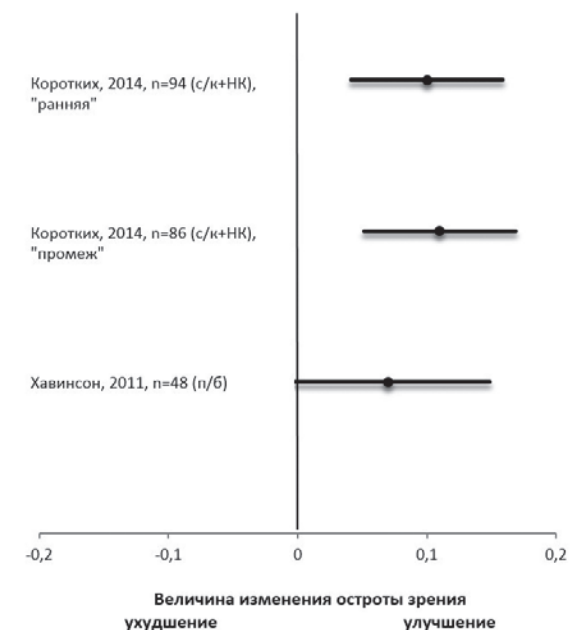 Коротких, 2014, n=94 (с/к+НК),
"ранняя"
Коротких, 2014, n=86 (с/к+НК),
"промеж"
Хавинсон, 2011, n=48 (п/б)
-0,2 -0,1 0 0,1 0,2
Величина изменения остроты зрения
ухудшение улучшение